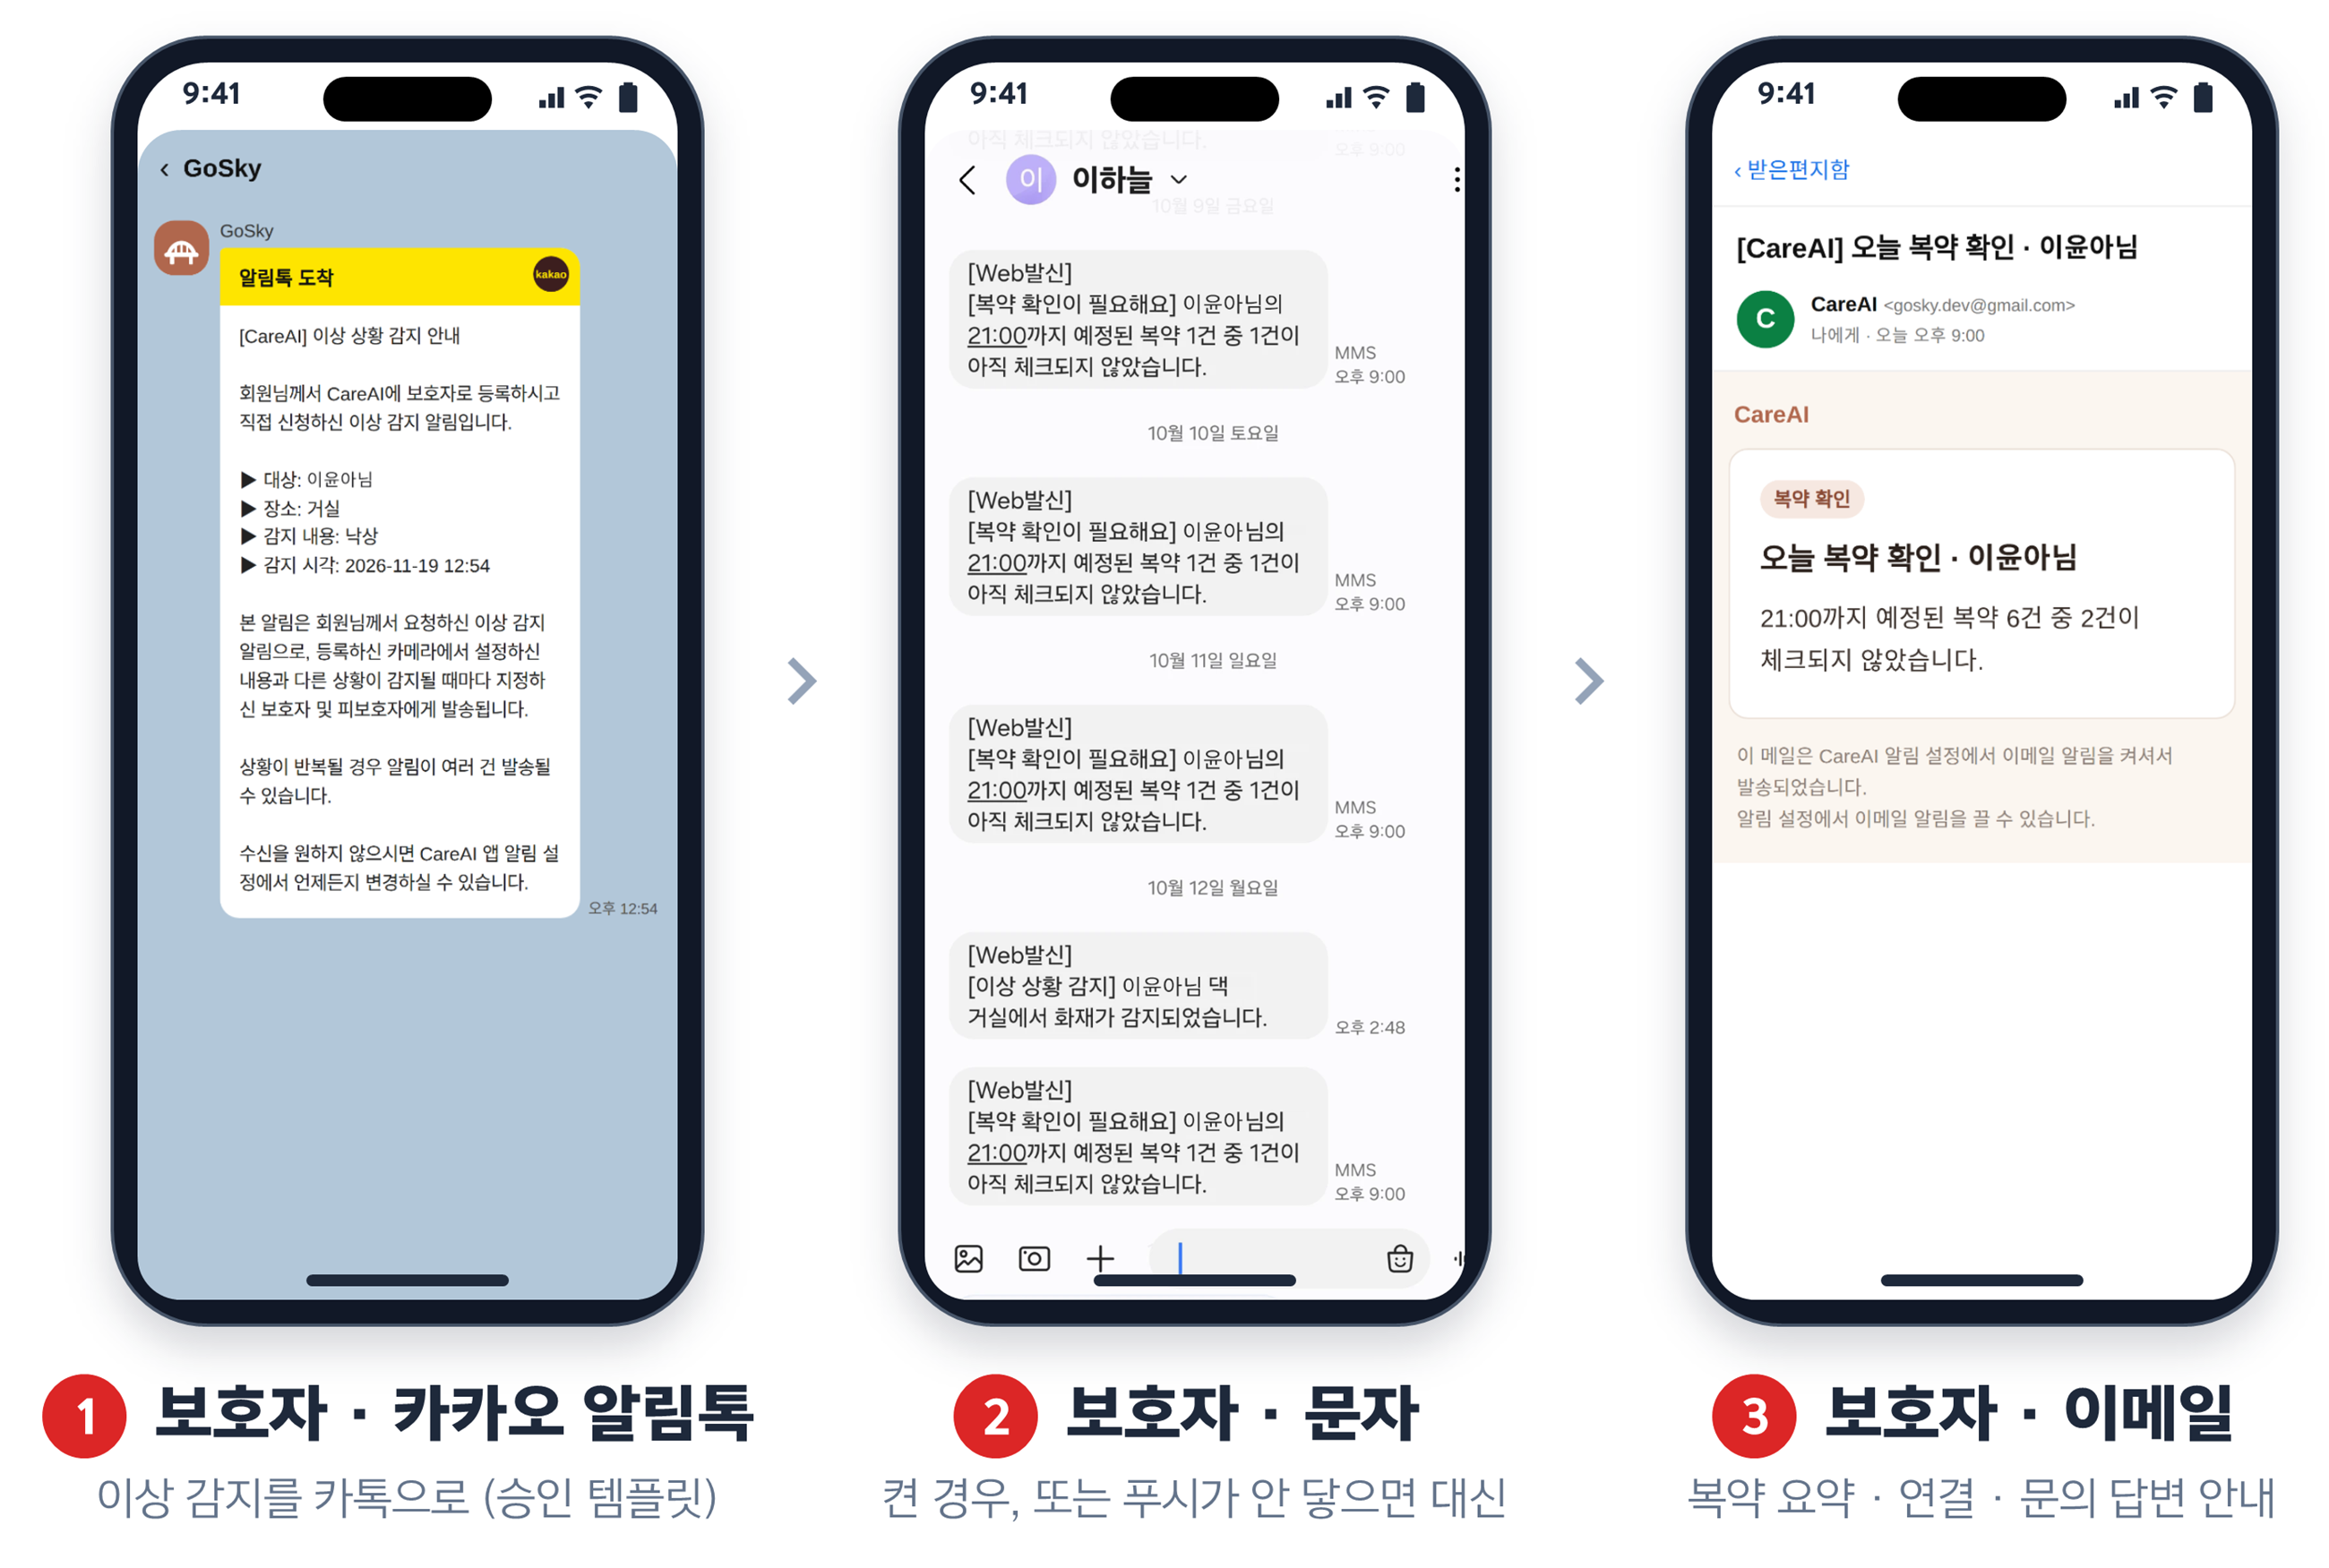 9:41
‹ GoSky
GoSky
알림톡 도착
kakao
[CareAI] 이상 상황 감지 안내
회원님께서 CareAI에 보호자로 등록하시고
직접 신청하신 이상 감지 알림입니다.
▶ 대상: 이윤아님
▶ 장소: 거실
▶ 감지 내용: 낙상
▶ 감지 시각: 2026-11-19 12:54
본 알림은 회원님께서 요청하신 이상 감지
알림으로, 등록하신 카메라에서 설정하신
내용과 다른 상황이 감지될 때마다 지정하
신 보호자 및 피보호자에게 발송됩니다.
상황이 반복될 경우 알림이 여러 건 발송될
수 있습니다.
수신을 원하지 않으시면 CareAI 앱 알림 설
정에서 언제든지 변경하실 수 있습니다.
오후 12:54
1 보호자 · 카카오 알림톡
이상 감지를 카톡으로 (승인 템플릿)
9:41
아직 체크되지 않았습니다.
오후 9:00
이 이하늘
10월 9일 금요일
[Web발신]
[복약 확인이 필요해요] 이윤아님의
21:00까지 예정된 복약 1건 중 1건이
아직 체크되지 않았습니다.
MMS
오후 9:00
10월 10일 토요일
[Web발신]
[복약 확인이 필요해요] 이윤아님의
21:00까지 예정된 복약 1건 중 1건이
아직 체크되지 않았습니다.
MMS
오후 9:00
10월 11일 일요일
[Web발신]
[복약 확인이 필요해요] 이윤아님의
21:00까지 예정된 복약 1건 중 1건이
아직 체크되지 않았습니다.
MMS
오후 9:00
10월 12일 월요일
[Web발신]
[이상 상황 감지] 이윤아님 댁
거실에서 화재가 감지되었습니다.
오후 2:48
[Web발신]
[복약 확인이 필요해요] 이윤아님의
21:00까지 예정된 복약 1건 중 1건이
아직 체크되지 않았습니다.
MMS
오후 9:00
2 보호자 · 문자
켠 경우, 또는 푸시가 안 닿으면 대신
9:41
‹ 받은편지함
[CareAI] 오늘 복약 확인 · 이윤아님
C
CareAI <gosky.dev@gmail.com>
나에게 · 오늘 오후 9:00
CareAI
복약 확인
오늘 복약 확인 · 이윤아님
21:00까지 예정된 복약 6건 중 2건이
체크되지 않았습니다.
이 메일은 CareAI 알림 설정에서 이메일 알림을 켜셔서
발송되었습니다.
알림 설정에서 이메일 알림을 끌 수 있습니다.
3 보호자 · 이메일
복약 요약 · 연결 · 문의 답변 안내